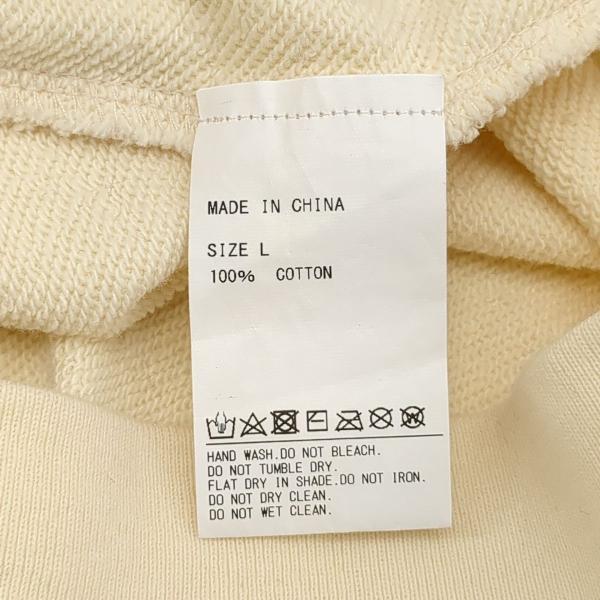 MADE IN CHINA
SIZE L
100% COTTON
HAND WASH.DO NOT BLEACH.
DO NOT TUMBLE DRY.
FLAT DRY IN SHADE.DO NOT IRON.
DO NOT DRY CLEAN.
DO NOT WET CLEAN.